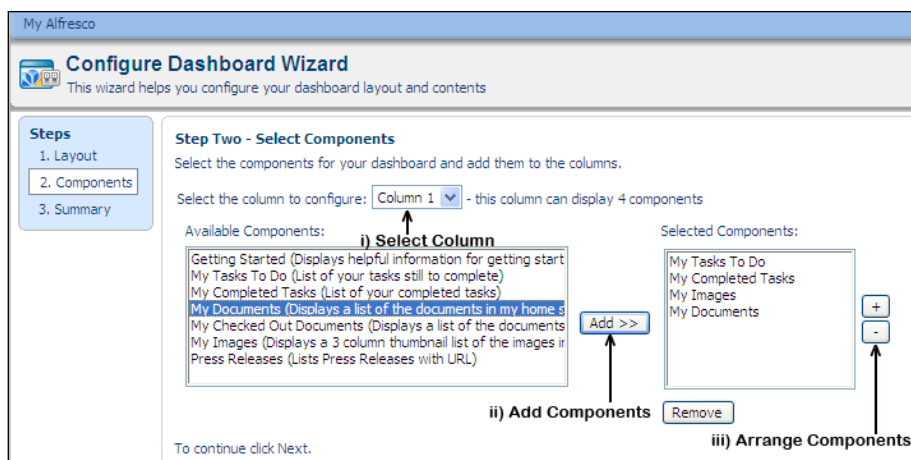 My Alfresco
Configure Dashboard Wizard
This wizard helps you configure your dashboard layout and contents
Steps
1. Layout
2. Components
3. Summary
Step Two - Select Components
Select the components for your dashboard and add them to the columns.
Select the column to configure: Column 1 - this column can display 4 components
i) Select Column
Available Components:
Getting Started (Displays helpful information for getting start
My Tasks To Do (List of your tasks still to complete)
My Completed Tasks (List of your completed tasks)
My Documents (Displays a list of the documents in my home s
My Checked Out Documents (Displays a list of the documents
My Images (Displays a 3 column thumbnail list of the images in
Press Releases (Lists Press Releases with URL)
Add >>
ii) Add Components
Selected Components:
My Tasks To Do
My Completed Tasks
My Images
My Documents
+
-
Remove
iii) Arrange Components
To continue click Next.